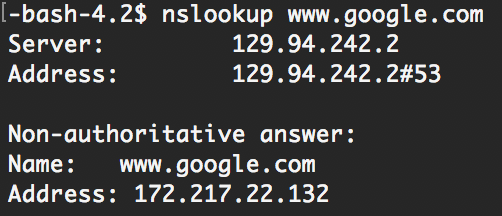 [-bash-4.2$ nslookup www.google.com
Server: 129.94.242.2
Address: 129.94.242.2#53
Non-authoritative answer:
Name: www.google.com
Address: 172.217.22.132